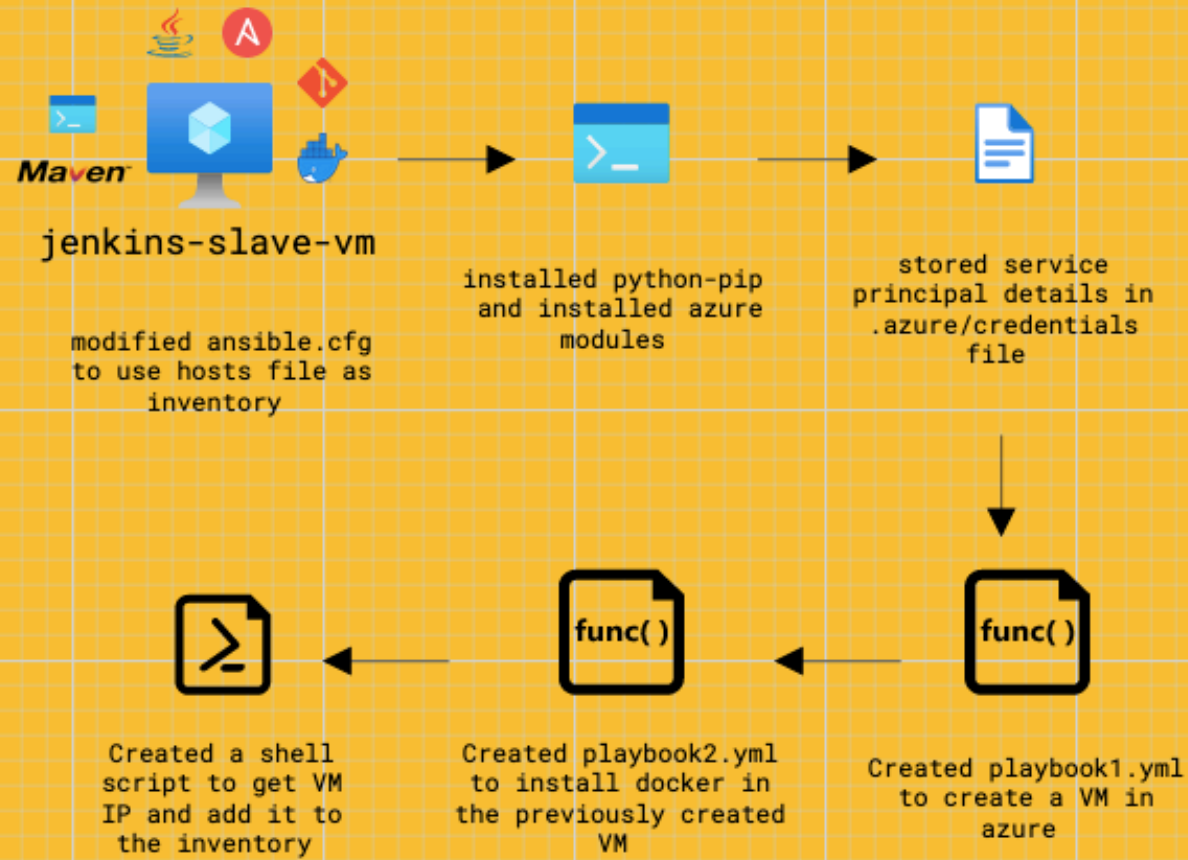 >_
Maven™
jenkins-slave-vm
modified ansible.cfg
to use hosts file as
inventory
>_
installed python-pip
and installed azure
modules
stored service
principal details in
.azure/credentials
file
func()
Created playbook1.yml
to create a VM in
azure
func()
Created playbook2.yml
to install docker in
the previously created
VM
>_
Created a shell
script to get VM
IP and add it to
the inventory